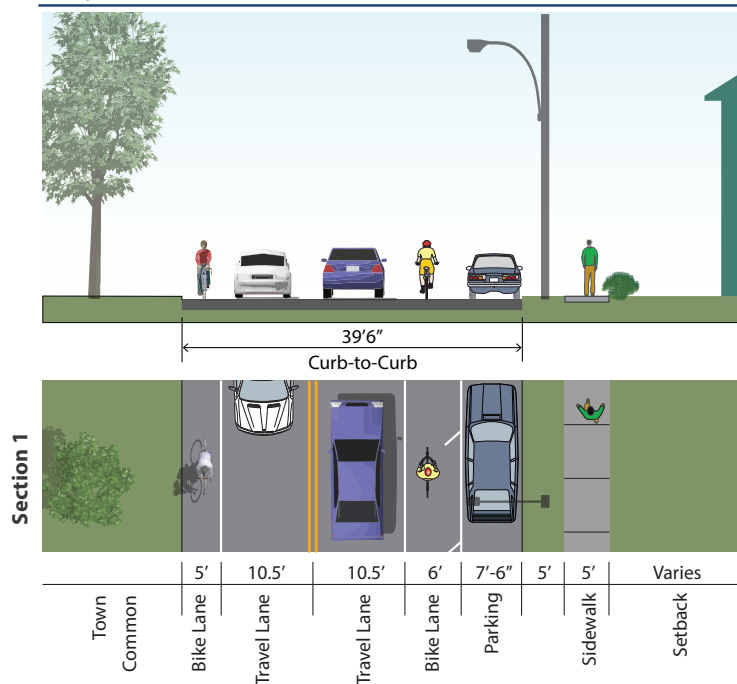 39’6”
Curb-to-Curb
Section 1
5’ 10.5’ 10.5’ 6’ 7’-6” 5’ 5’ Varies
Town
Common
Bike Lane
Travel Lane
Travel Lane
Bike Lane
Parking
Sidewalk
Setback